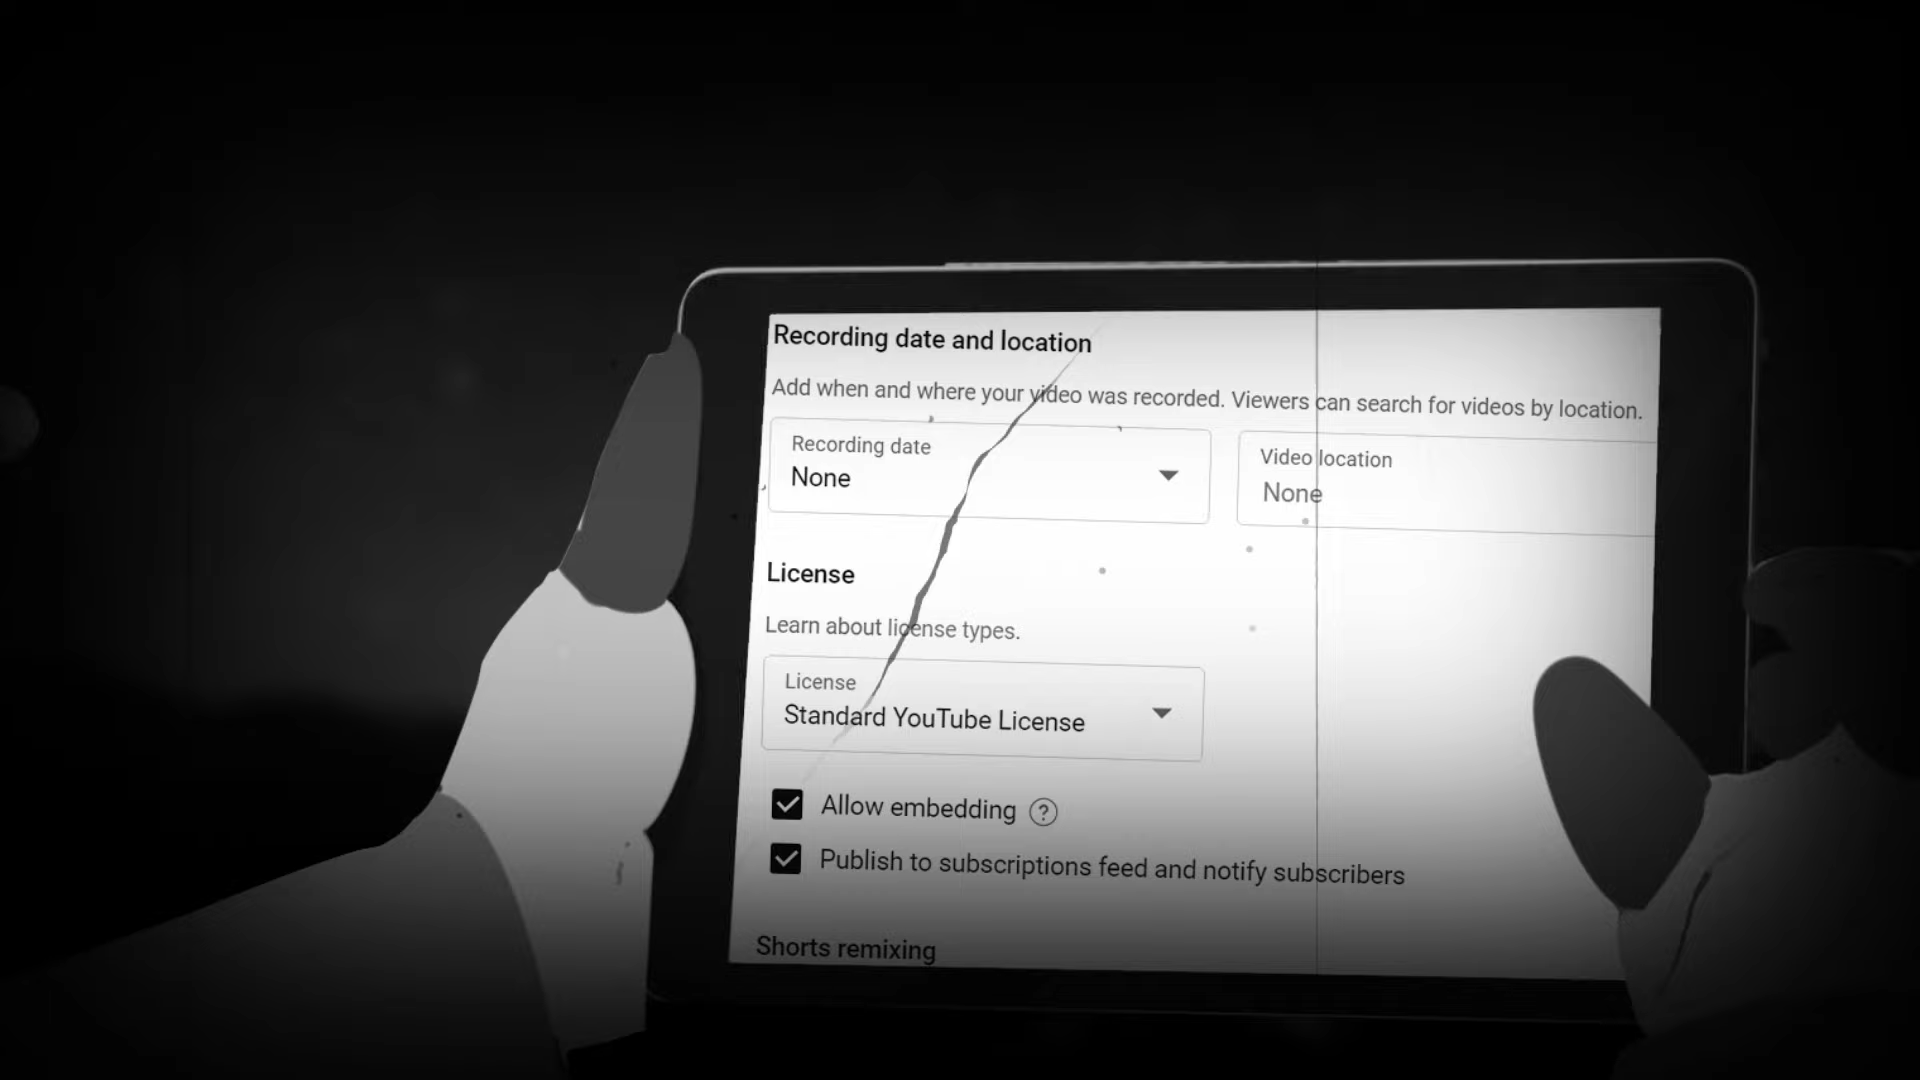 Recording date and location
Add when and where your video was recorded. Viewers can search for videos by location.
Recording date
None
Video location
None
License
Learn about license types.
License
Standard YouTube License
Allow embedding ?
Publish to subscriptions feed and notify subscribers
Shorts remixing